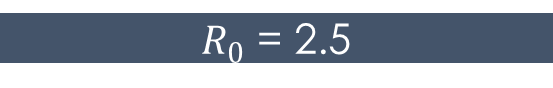 R₀ = 2.5